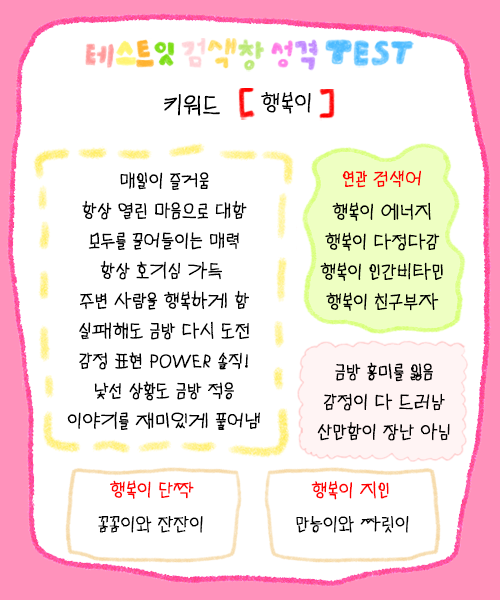 테스트잇 검색창 성격 TEST
키워드 [ 행복이 ]
매일이 즐거움
항상 열린 마음으로 대함
모두를 끌어들이는 매력
항상 호기심 가득
주변 사람을 행복하게 함
실패해도 금방 다시 도전
감정 표현 POWER 솔직!
낯선 상황도 금방 적응
이야기를 재미있게 풀어냄
연관 검색어
행복이 에너지
행복이 다정다감
행복이 인간비타민
행복이 친구부자
금방 흥미를 잃음
감정이 다 드러남
산만함이 장난 아님
행복이 단짝
꼼꼼이와 잔잔이
행복이 지인
만능이와 짜릿이